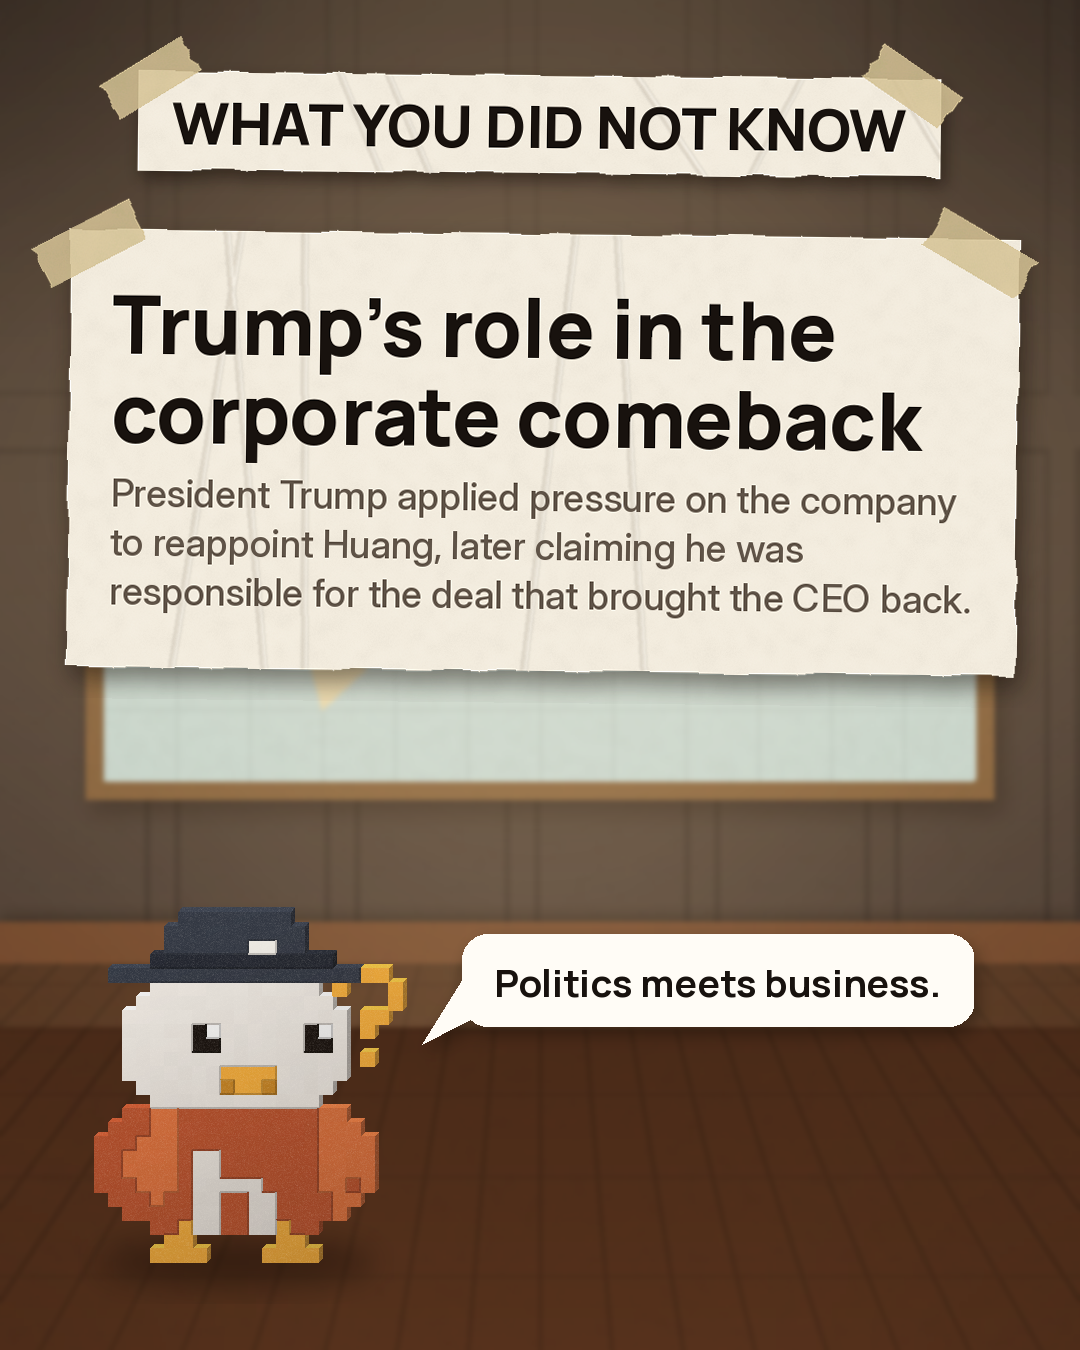 WHAT YOU DID NOT KNOW
Trump’s role in the
corporate comeback
President Trump applied pressure on the company
to reappoint Huang, later claiming he was
responsible for the deal that brought the CEO back.
Politics meets business.
h